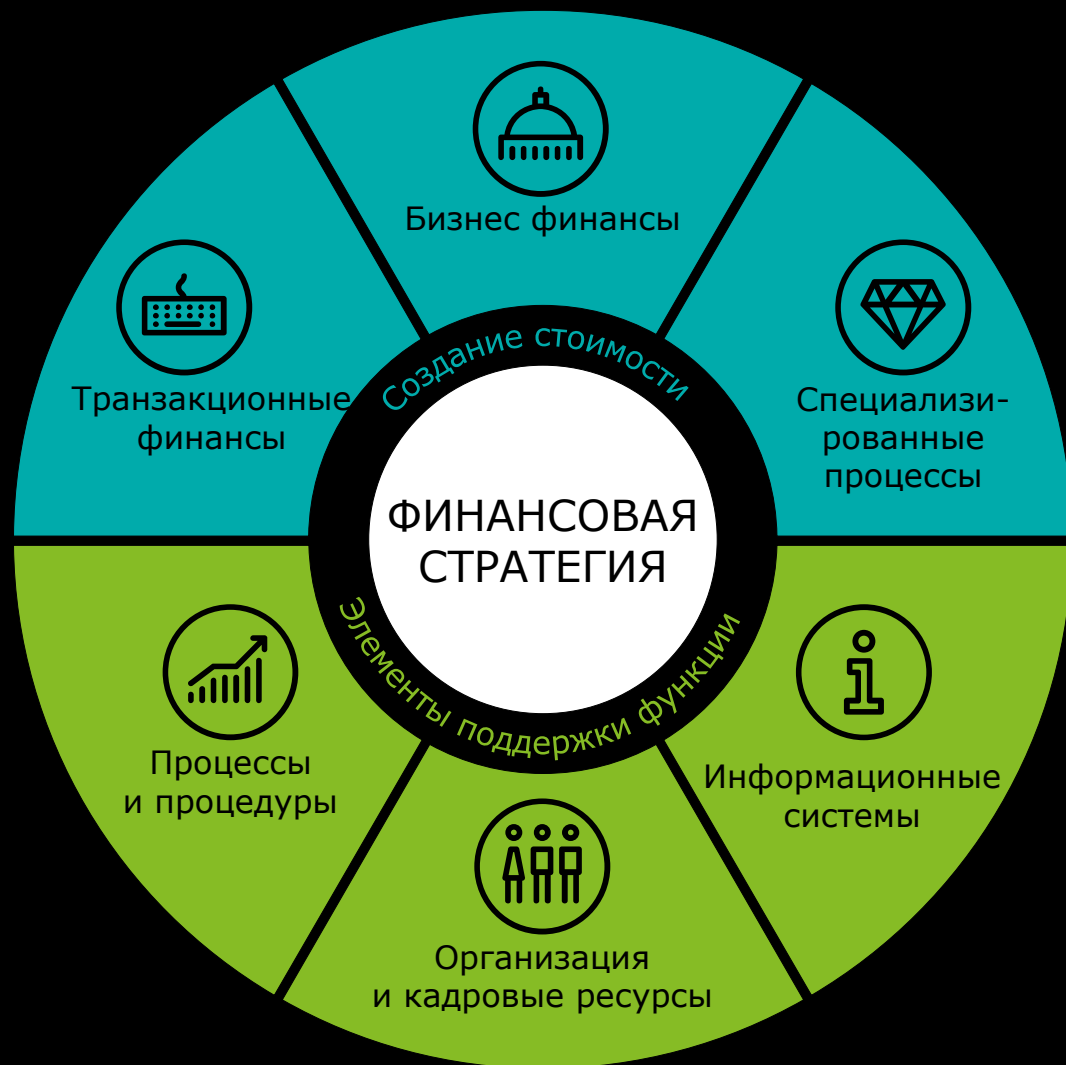 Бизнес финансы
Транзакционные
финансы
Специализи-
рованные
процессы
Создание стоимости
ФИНАНСОВАЯ
СТРАТЕГИЯ
Элементы поддержки функции
Процессы
и процедуры
Информационные
системы
Организация
и кадровые ресурсы